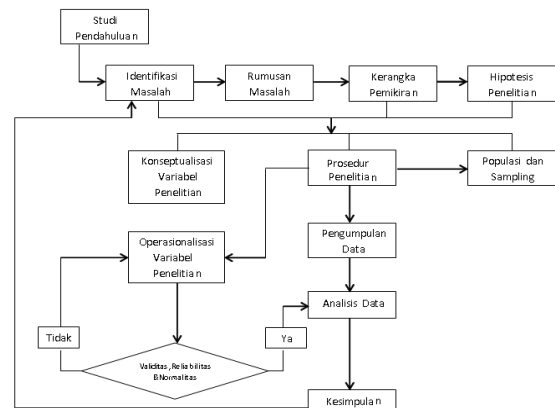 Studi
Pendahuluan
Identifikasi
Masalah
Rumusan
Masalah
Kerangka
Pemikiran
Hipotesis
Penelitian
Konseptualisasi
Variabel
Penelitian
Prosedur
Penelitian
Populasi dan
Sampling
Operasionalisasi
Variabel
Penelitian
Pengumpulan
Data
Analisis Data
Tidak
Ya
Validitas ,Reliabilitas
&Normalitas
Kesimpulan